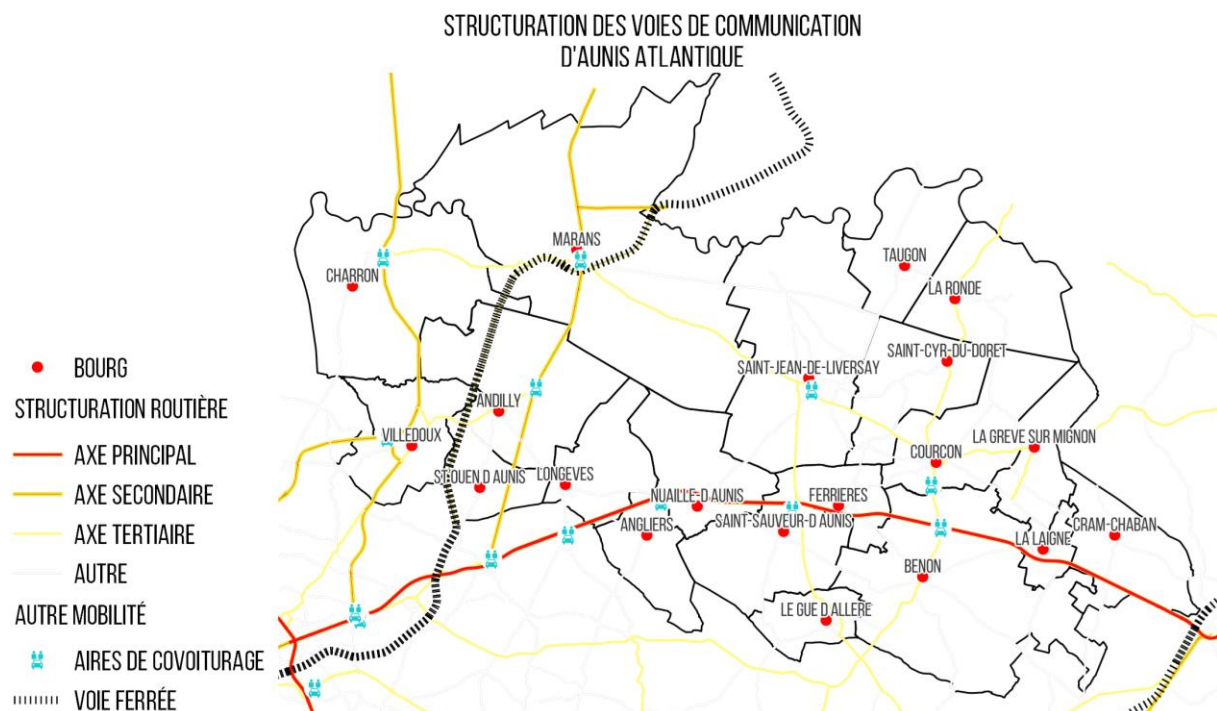 STRUCTURATION DES VOIES DE COMMUNICATION
D'AUNIS ATLANTIQUE
MARANS
TAUGON
CHARRON
LA RONDE
SAINT-CYR-DU-DORET
SAINT-JEAN-DE-LIVERSAY
ANDILLY
VILLEDOUX
LA GREVE SUR MIGNON
COURCON
ST OUEN D AUNIS
LONGEVES
NUAILLE-D AUNIS
FERRIERES
ANGLIERS
SAINT-SAUVEUR-D AUNIS
CRAM-CHABAN
LA LAIGNE
BENON
LE GUE D ALLERE
BOURG
STRUCTURATION ROUTIÈRE
AXE PRINCIPAL
AXE SECONDAIRE
AXE TERTIAIRE
AUTRE
AUTRE MOBILITÉ
AIRES DE COVOITURAGE
VOIE FERRÉE